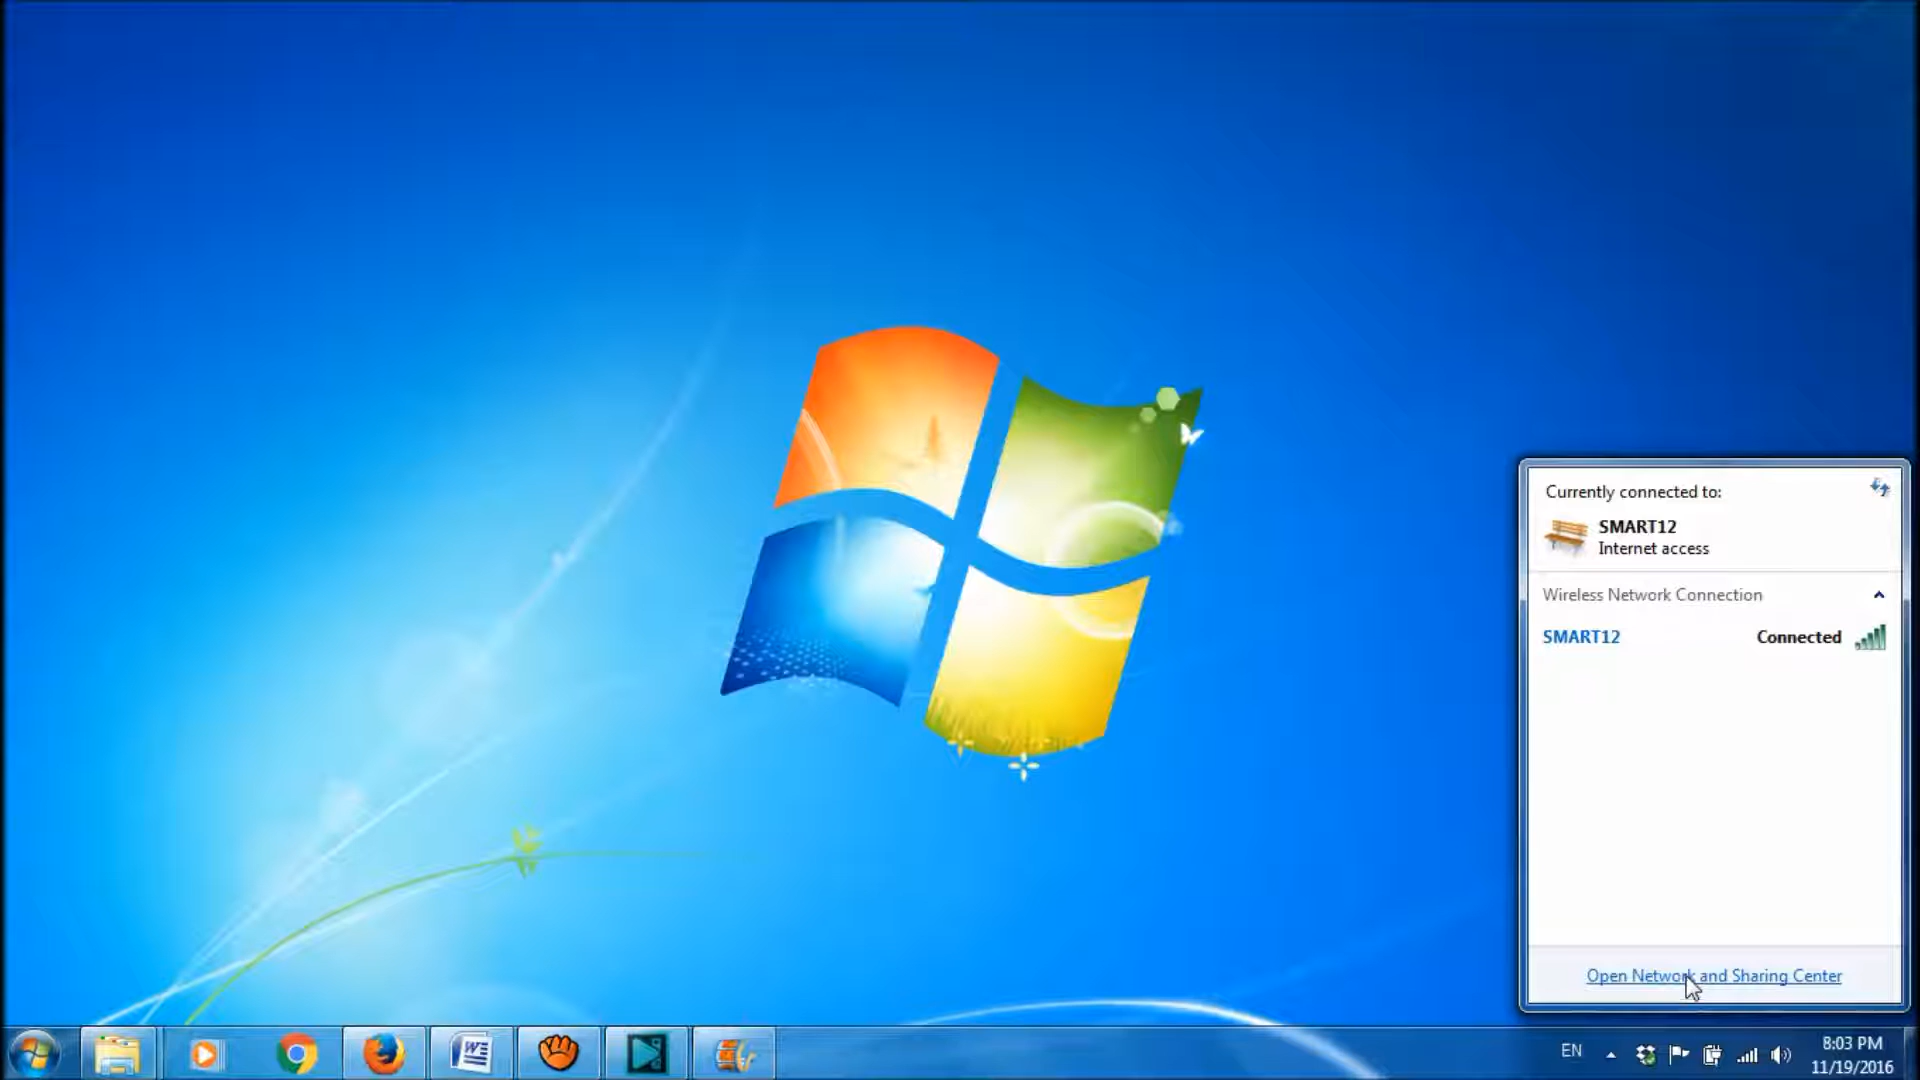 Currently connected to:
SMART12
Internet access
Wireless Network Connection
SMART12 Connected
Open Network and Sharing Center
EN
8:03 PM
11/19/2016